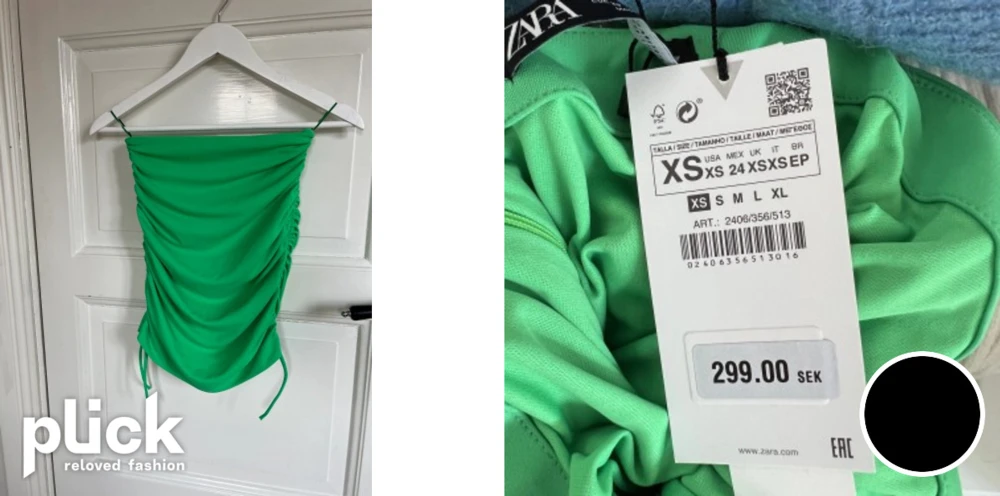 plick
reloved fashion
ZARA
TALLA / SIZE / TAMANHO / TAILLE / MAAT / МЕГЕӨОЕ
XS
USA MEX UK IT BR
XS 24 XS XS EP
XS S M L XL
ART.: 2406/356/513
02406356513016
299.00 SEK
www.zara.com
EAC